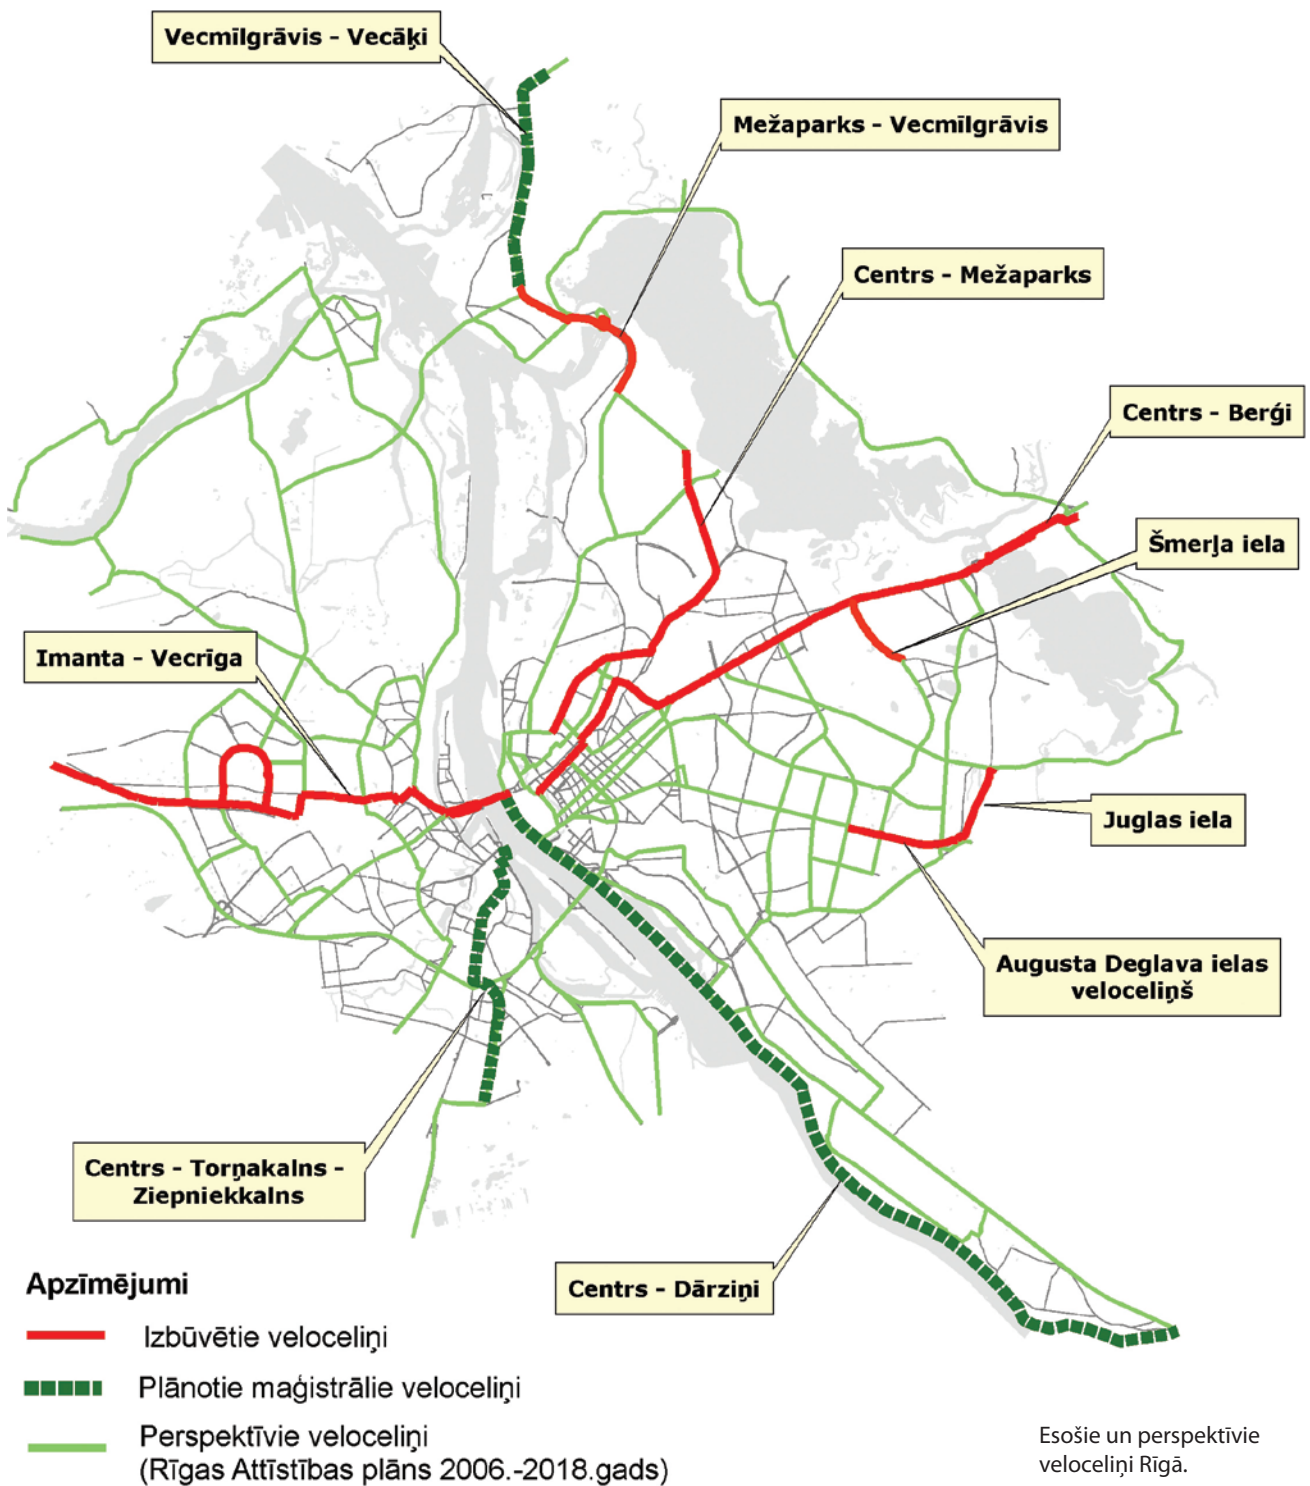 Vecmīlgrāvis - Vecāķi
Mežaparks - Vecmīlgrāvis
Centrs - Mežaparks
Centrs - Berģi
Šmerļa iela
Imanta - Vecrīga
Juglas iela
Augusta Deglava ielas
veloceliņš
Centrs - Torņakalns -
Ziepniekkalns
Centrs - Dārziņi
Apzīmējumi
Izbūvētie veloceliņi
Plānotie maģistrālie veloceliņi
Perspektīvie veloceliņi
(Rīgas Attīstības plāns 2006.-2018.gads)
Esošie un perspektīvie
veloceliņi Rīgā.